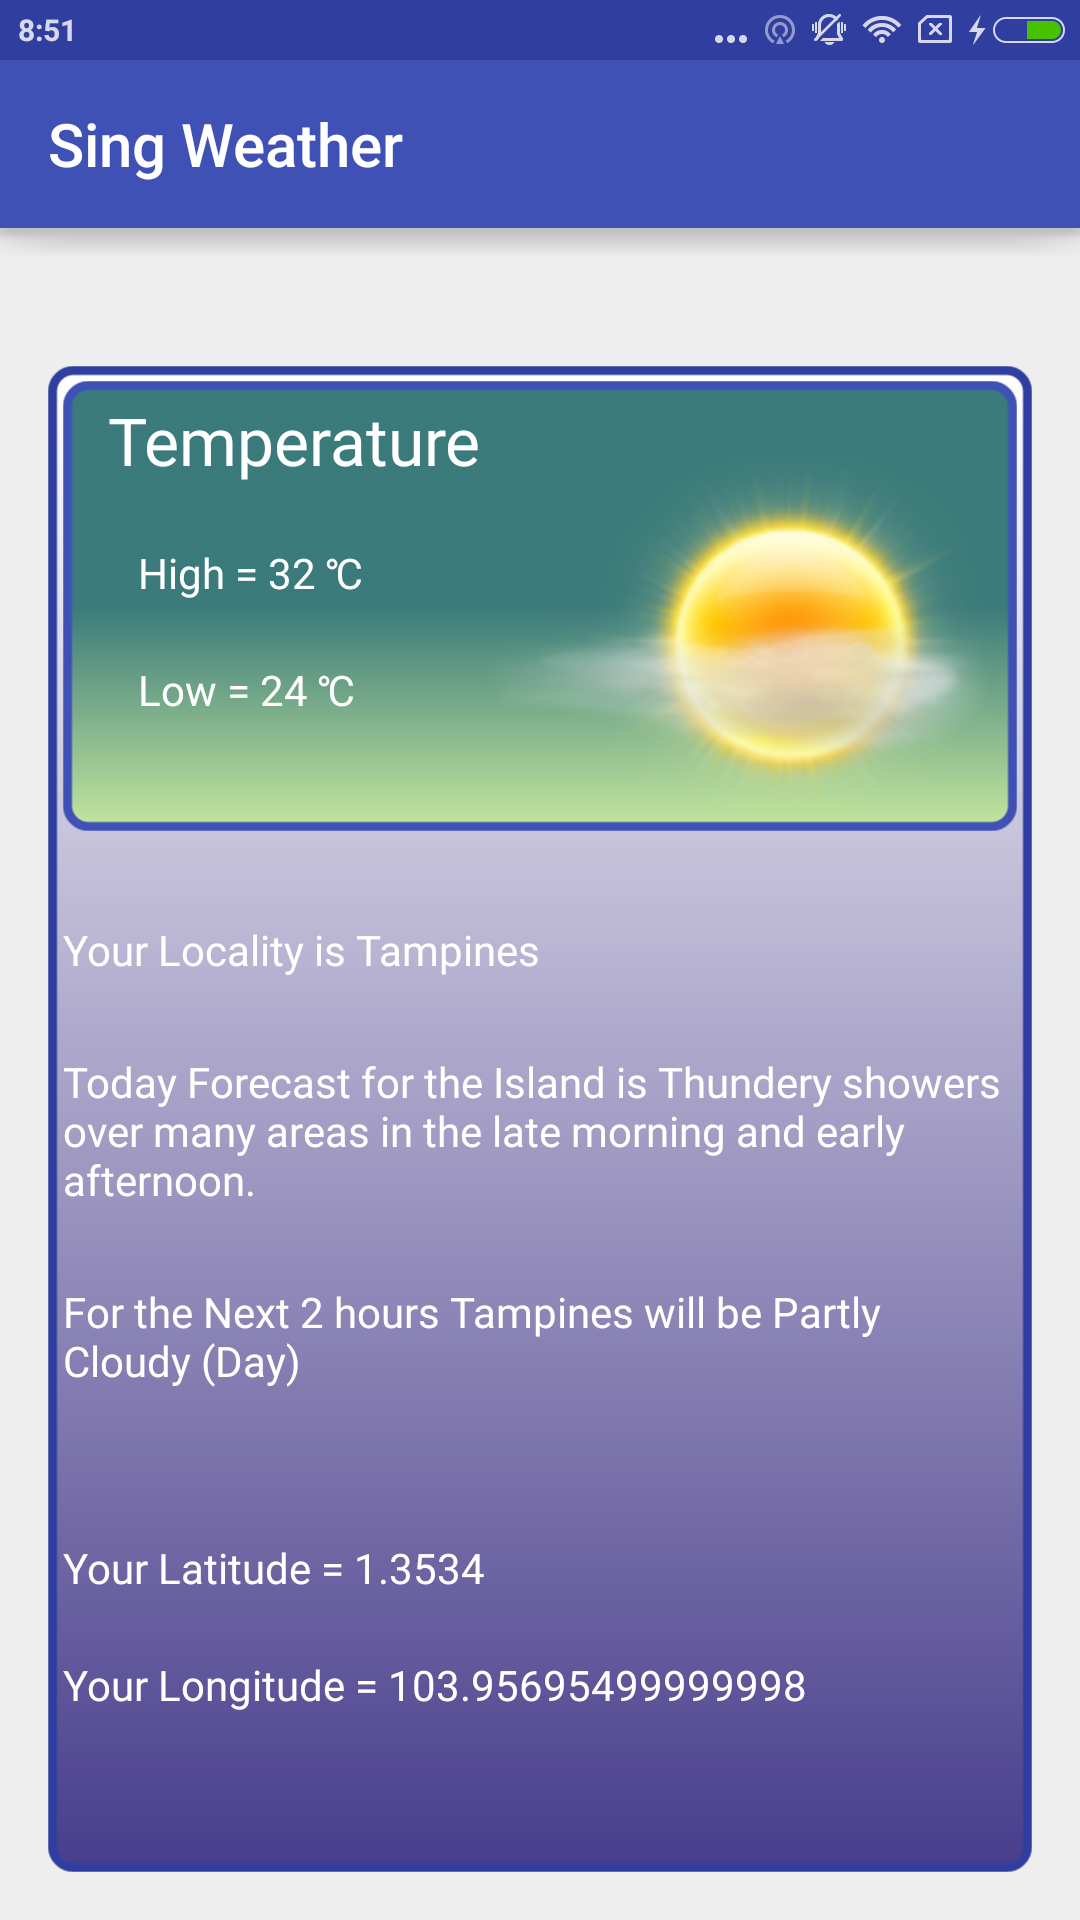 8:51
Sing Weather
Temperature
High = 32 ℃
Low = 24 ℃
Your Locality is Tampines
Today Forecast for the Island is Thundery showers
over many areas in the late morning and early
afternoon.
For the Next 2 hours Tampines will be Partly
Cloudy (Day)
Your Latitude = 1.3534
Your Longitude = 103.95695499999998